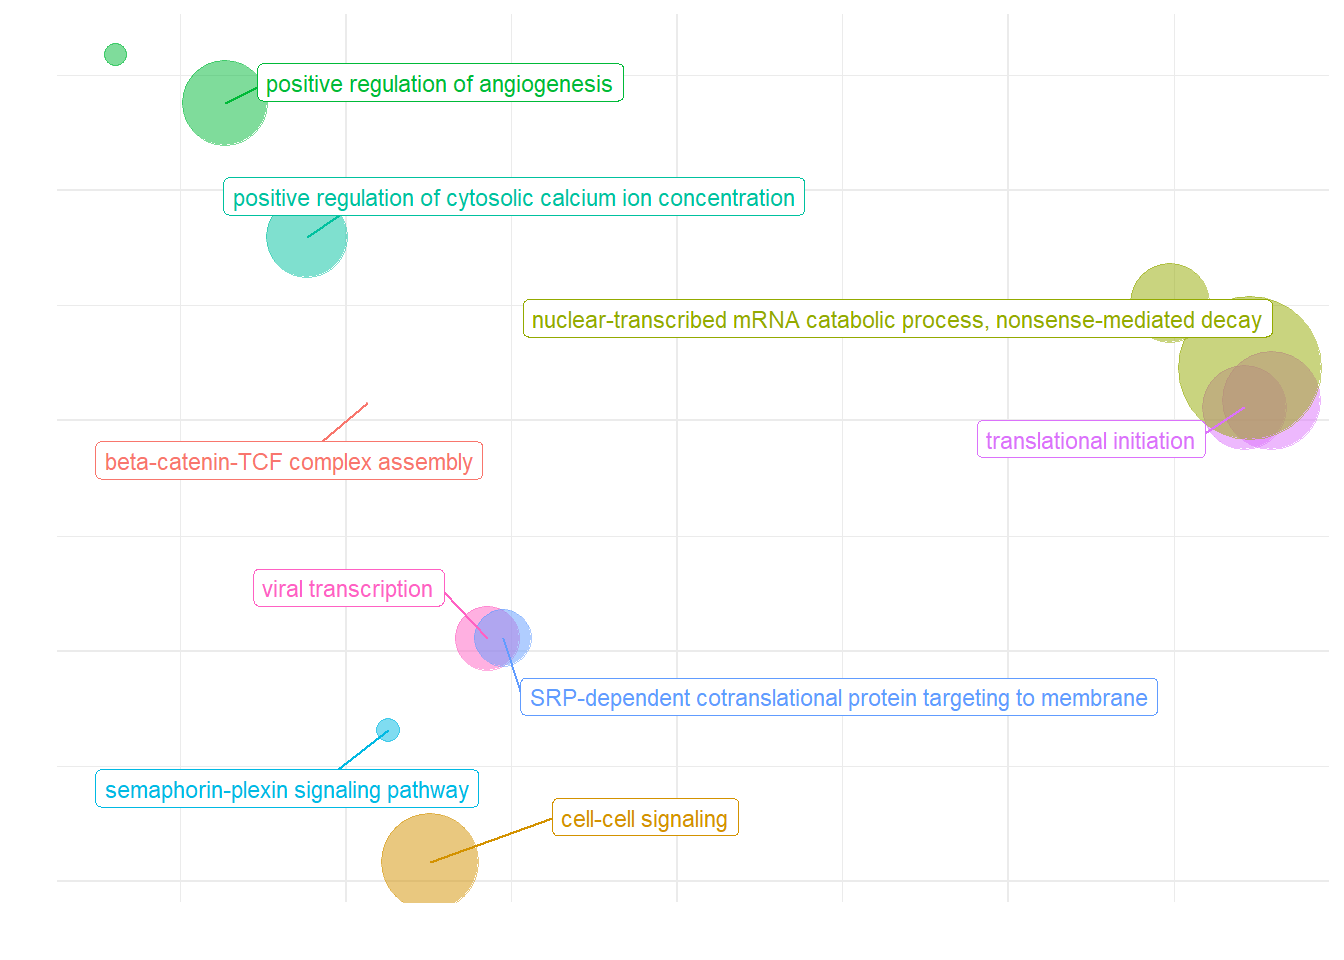 positive regulation of angiogenesis
positive regulation of cytosolic calcium ion concentration
nuclear-transcribed mRNA catabolic process, nonsense-mediated decay
translational initiation
beta-catenin-TCF complex assembly
viral transcription
SRP-dependent cotranslational protein targeting to membrane
semaphorin-plexin signaling pathway
cell-cell signaling